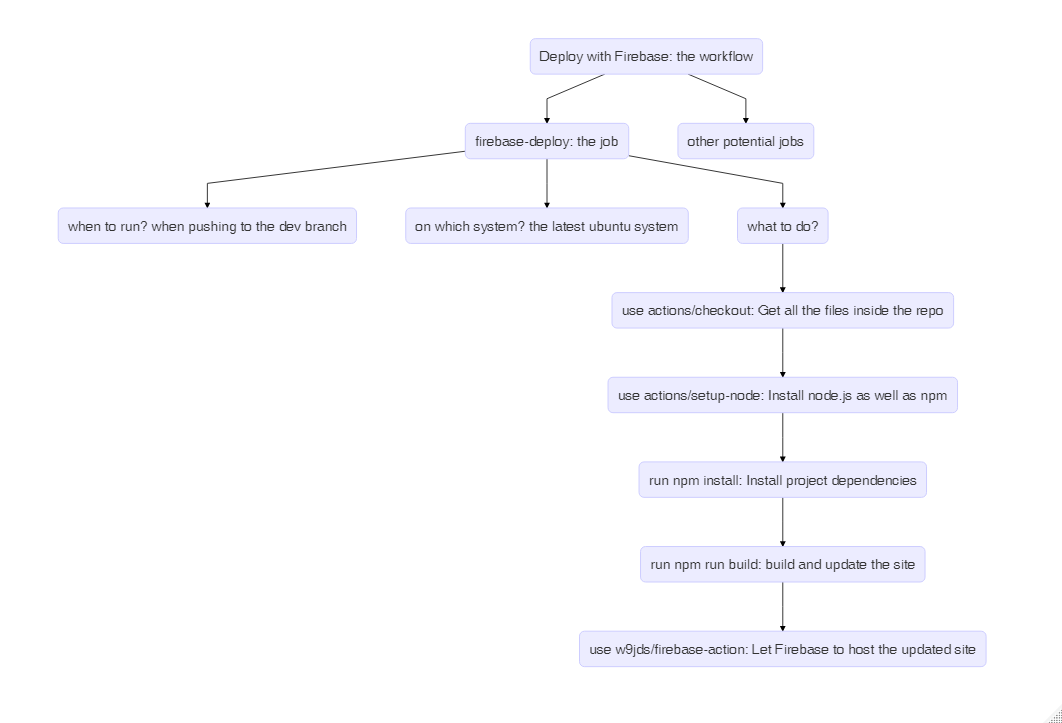 Deploy with Firebase: the workflow
firebase-deploy: the job
other potential jobs
when to run? when pushing to the dev branch
on which system? the latest ubuntu system
what to do?
use actions/checkout: Get all the files inside the repo
use actions/setup-node: Install node.js as well as npm
run npm install: Install project dependencies
run npm run build: build and update the site
use w9jds/firebase-action: Let Firebase to host the updated site